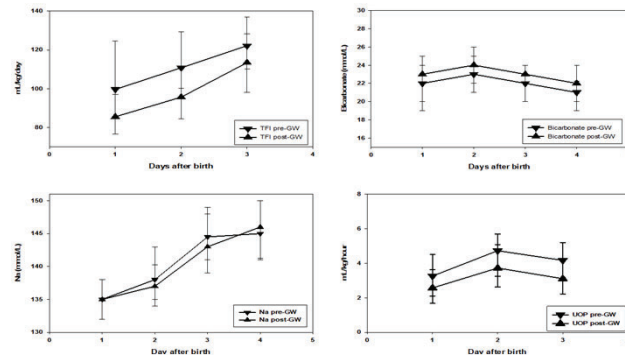 mL/kg/day
140
120
100
80
0
1
2
3
4
Days after birth
TFI pre-GW
TFI post-GW
Bicarbonate (mmol/L)
30
28
26
24
22
20
18
16
0
1
2
3
4
5
Days after birth
Bicarbonate pre-GW
Bicarbonate post-GW
Na (mmol/L)
150
145
140
135
130
0
1
2
3
4
5
Day after birth
Na pre-GW
Na post-GW
mL/kg/hour
8
6
4
2
0
0
1
2
3
Day after birth
UOP pre-GW
UOP post-GW